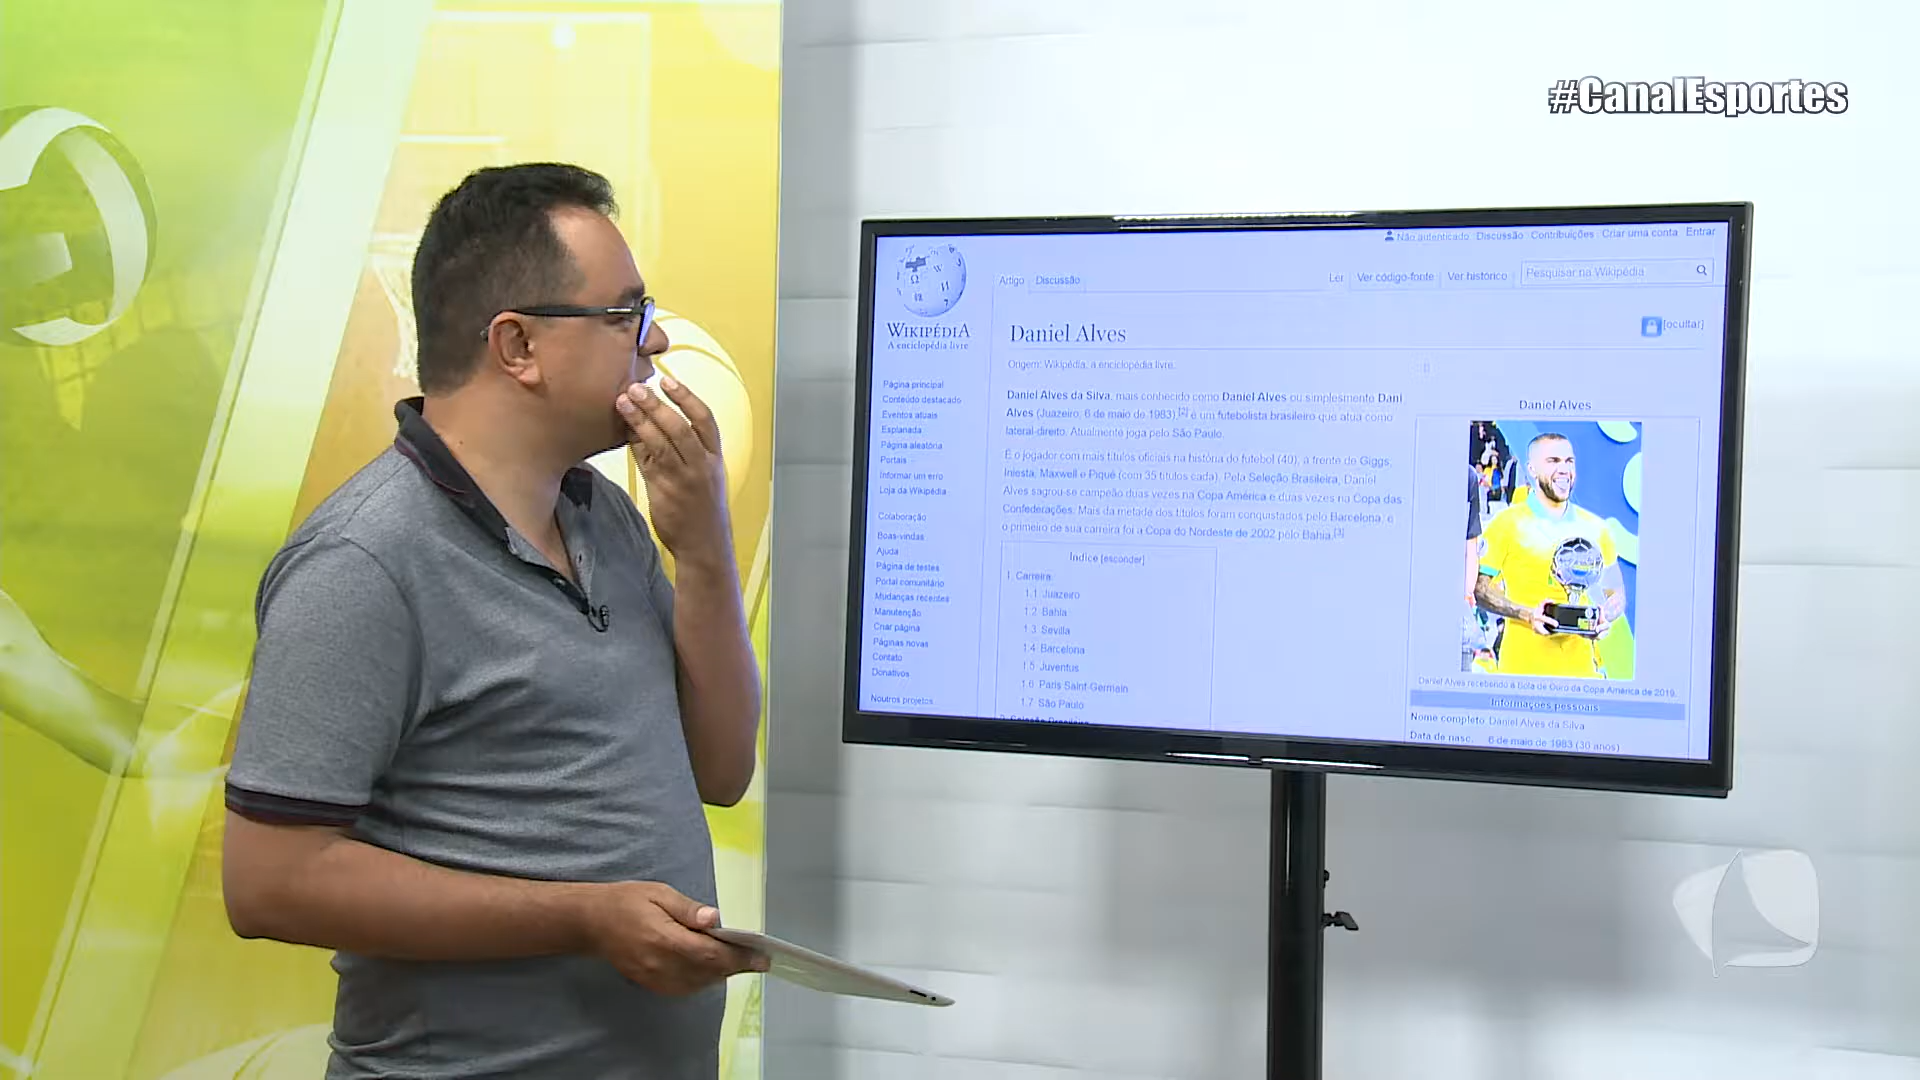 #CanalEsportes
Não autenticado Discussão Contribuições Criar uma conta Entrar
Artigo Discussão
Ler Ver código-fonte Ver histórico Pesquisar na Wikipédia
WIKIPÉDIA
A enciclopédia livre
Daniel Alves
[ocultar]
Origem: Wikipédia, a enciclopédia livre.
Daniel Alves da Silva, mais conhecido como Daniel Alves ou simplesmente Dani
Alves (Juazeiro, 6 de maio de 1983),[2] é um futebolista brasileiro que atua como
lateral-direito. Atualmente joga pelo São Paulo.
É o jogador com mais títulos oficiais na história do futebol (40), à frente de Giggs,
Iniesta, Maxwell e Piqué (com 35 títulos cada). Pela Seleção Brasileira, Daniel
Alves sagrou-se campeão duas vezes na Copa América e duas vezes na Copa das
Confederações. Mais da metade dos títulos foram conquistados pelo Barcelona, e
o primeiro de sua carreira foi a Copa do Nordeste de 2002 pelo Bahia.[3]
Índice [esconder]
1 Carreira
1.1 Juazeiro
1.2 Bahia
1.3 Sevilla
1.4 Barcelona
1.5 Juventus
1.6 Paris Saint-Germain
1.7 São Paulo
2 Seleção Brasileira
Página principal
Conteúdo destacado
Eventos atuais
Esplanada
Página aleatória
Portais
Informar um erro
Loja da Wikipédia
Colaboração
Boas-vindas
Ajuda
Página de testes
Portal comunitário
Mudanças recentes
Manutenção
Criar página
Páginas novas
Contato
Donativos
Noutros projetos
Daniel Alves
Daniel Alves recebendo a Bola de Ouro da Copa América de 2019.
Informações pessoais
Nome completo Daniel Alves da Silva
Data de nasc. 6 de maio de 1983 (30 anos)